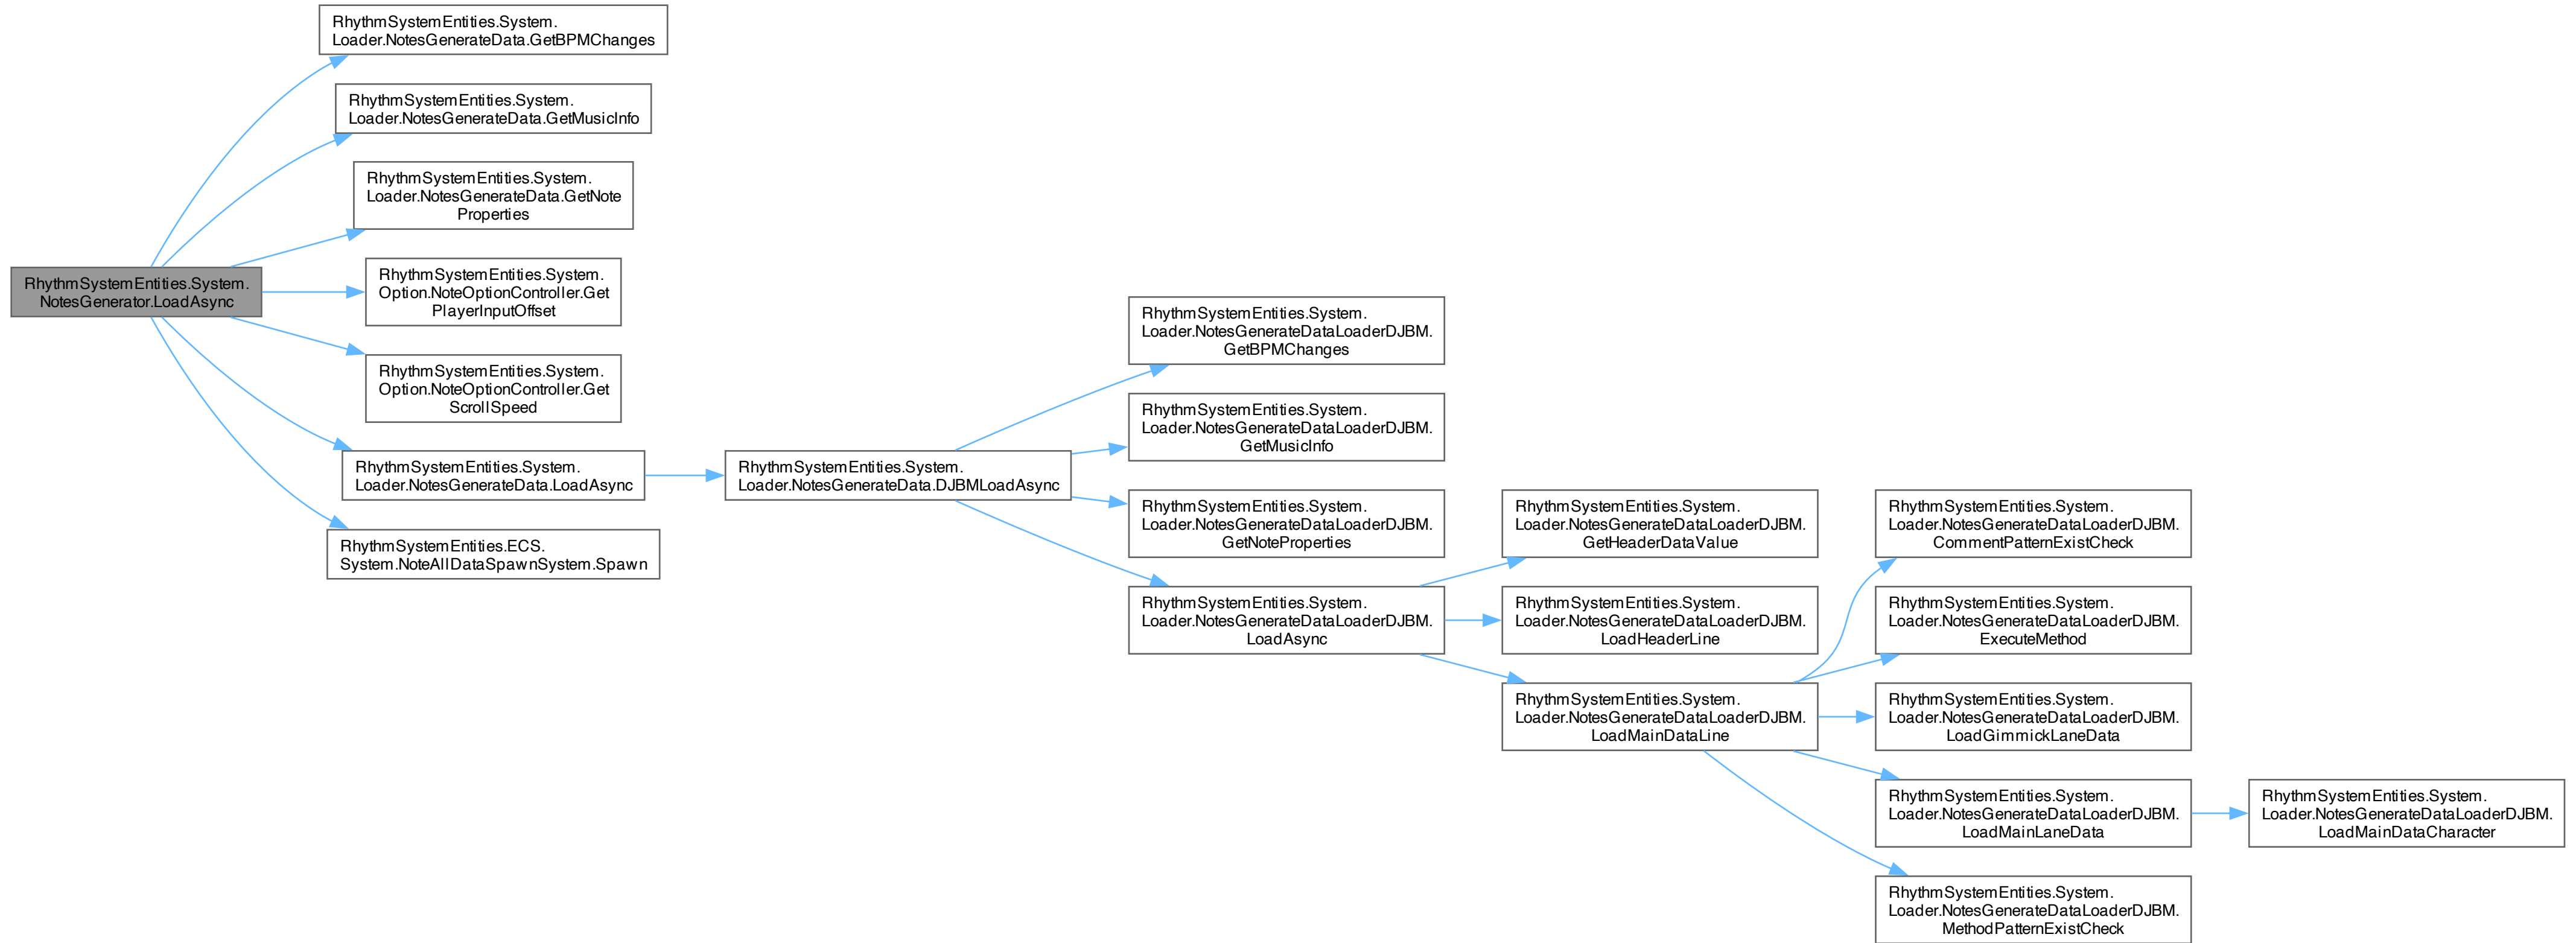 RhythmSystemEntities.System.
Loader.NotesGenerateData.GetBPMChanges
RhythmSystemEntities.System.
Loader.NotesGenerateData.GetMusicInfo
RhythmSystemEntities.System.
Loader.NotesGenerateData.GetNote
Properties
RhythmSystemEntities.System.
NotesGenerator.LoadAsync
RhythmSystemEntities.System.
Option.NoteOptionController.Get
PlayerInputOffset
RhythmSystemEntities.System.
Option.NoteOptionController.Get
ScrollSpeed
RhythmSystemEntities.System.
Loader.NotesGenerateData.LoadAsync
RhythmSystemEntities.ECS.
System.NoteAllDataSpawnSystem.Spawn
RhythmSystemEntities.System.
Loader.NotesGenerateData.DJBMLoadAsync
RhythmSystemEntities.System.
Loader.NotesGenerateDataLoaderDJBM.
GetBPMChanges
RhythmSystemEntities.System.
Loader.NotesGenerateDataLoaderDJBM.
GetMusicInfo
RhythmSystemEntities.System.
Loader.NotesGenerateDataLoaderDJBM.
GetNoteProperties
RhythmSystemEntities.System.
Loader.NotesGenerateDataLoaderDJBM.
LoadAsync
RhythmSystemEntities.System.
Loader.NotesGenerateDataLoaderDJBM.
GetHeaderDataValue
RhythmSystemEntities.System.
Loader.NotesGenerateDataLoaderDJBM.
LoadHeaderLine
RhythmSystemEntities.System.
Loader.NotesGenerateDataLoaderDJBM.
LoadMainDataLine
RhythmSystemEntities.System.
Loader.NotesGenerateDataLoaderDJBM.
CommentPatternExistCheck
RhythmSystemEntities.System.
Loader.NotesGenerateDataLoaderDJBM.
ExecuteMethod
RhythmSystemEntities.System.
Loader.NotesGenerateDataLoaderDJBM.
LoadGimmickLaneData
RhythmSystemEntities.System.
Loader.NotesGenerateDataLoaderDJBM.
LoadMainLaneData
RhythmSystemEntities.System.
Loader.NotesGenerateDataLoaderDJBM.
MethodPatternExistCheck
RhythmSystemEntities.System.
Loader.NotesGenerateDataLoaderDJBM.
LoadMainDataCharacter